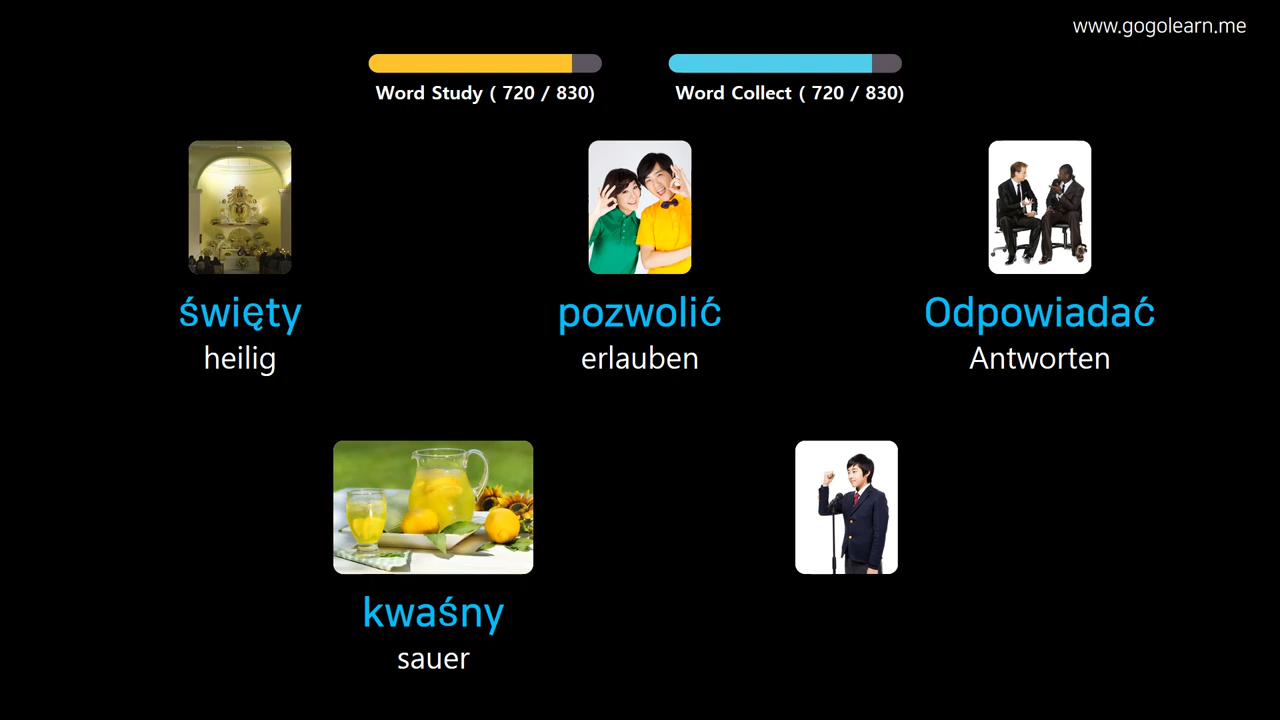 www.gogolearn.me
Word Study ( 720 / 830)
Word Collect ( 720 / 830)
święty
heilig
pozwolić
erlauben
Odpowiadać
Antworten
kwaśny
sauer